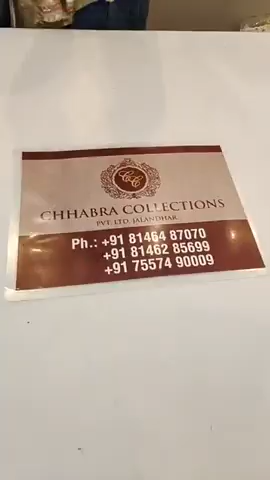 CC
CHHABRA COLLECTIONS
PVT. LTD. JALANDHAR.
Ph.: +91 81464 87070
+91 81462 85699
+91 75574 90009